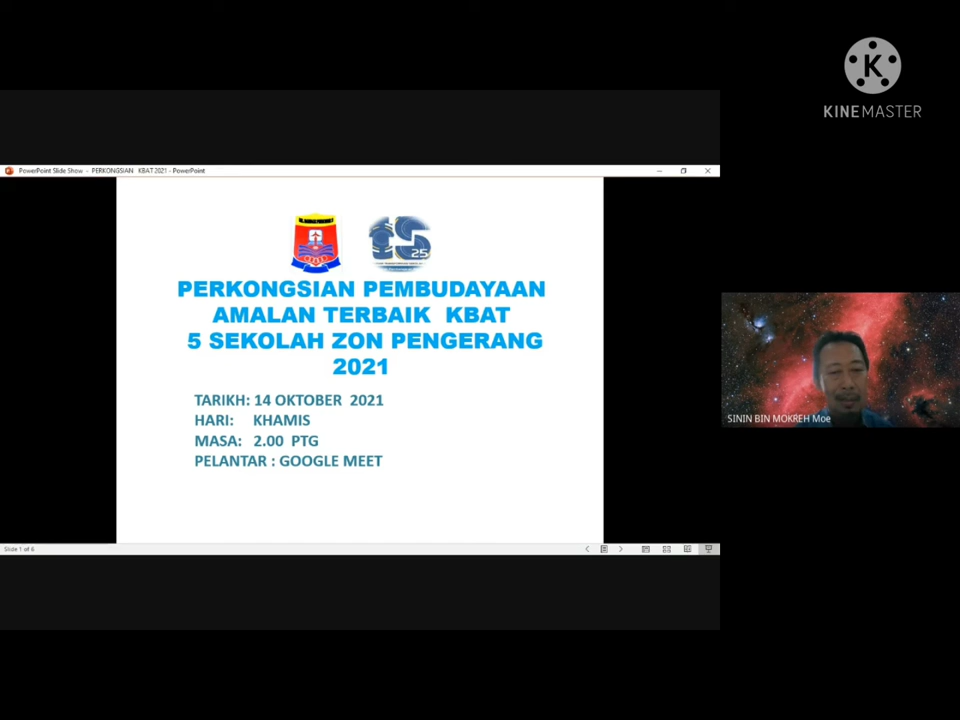 KINEMASTER
PowerPoint Slide Show - PERKONGSIAN KBAT 2021 - PowerPoint
PERKONGSIAN PEMBUDAYAAN
AMALAN TERBAIK KBAT
5 SEKOLAH ZON PENGERANG
2021
TARIKH: 14 OKTOBER 2021
HARI: KHAMIS
MASA: 2.00 PTG
PELANTAR : GOOGLE MEET
SININ BIN MOKREH Moe
Slide 1 of 6